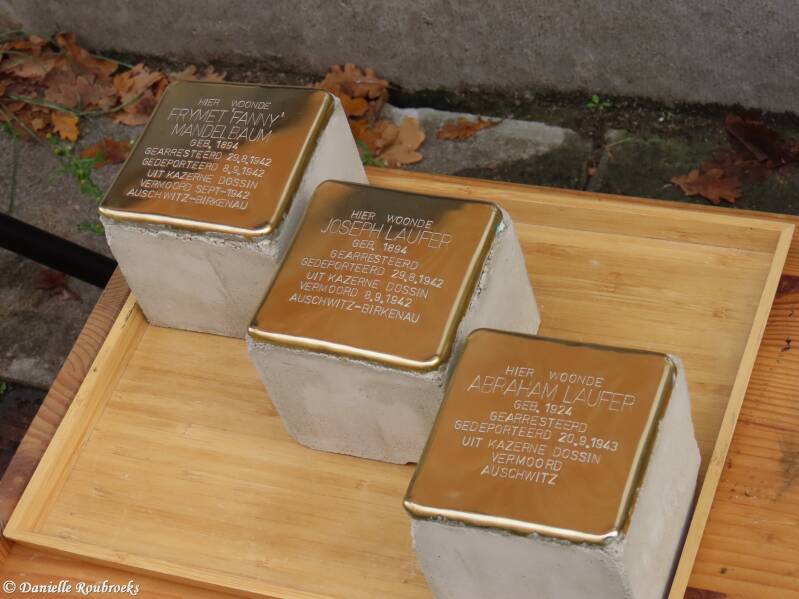 HIER WOONDE
FRYMET "FANNY"
MANDELBAUM
GEB. 1894
GEARRESTEERD 29.8.1942
GEDEPORTEERD 8.9.1942
UIT KAZERNE DOSSIN
VERMOORD SEPT-1942
AUSCHWITZ-BIRKENAU
HIER WOONDE
JOSEPH LAUFER
GEB. 1894
GEARRESTEERD
GEDEPORTEERD 29.8.1942
UIT KAZERNE DOSSIN
VERMOORD 8.9.1942
AUSCHWITZ-BIRKENAU
HIER WOONDE
ABRAHAM LAUFER
GEB. 1924
GEARRESTEERD
GEDEPORTEERD 20.9.1943
UIT KAZERNE DOSSIN
VERMOORD
AUSCHWITZ
© Danielle Roubroeks